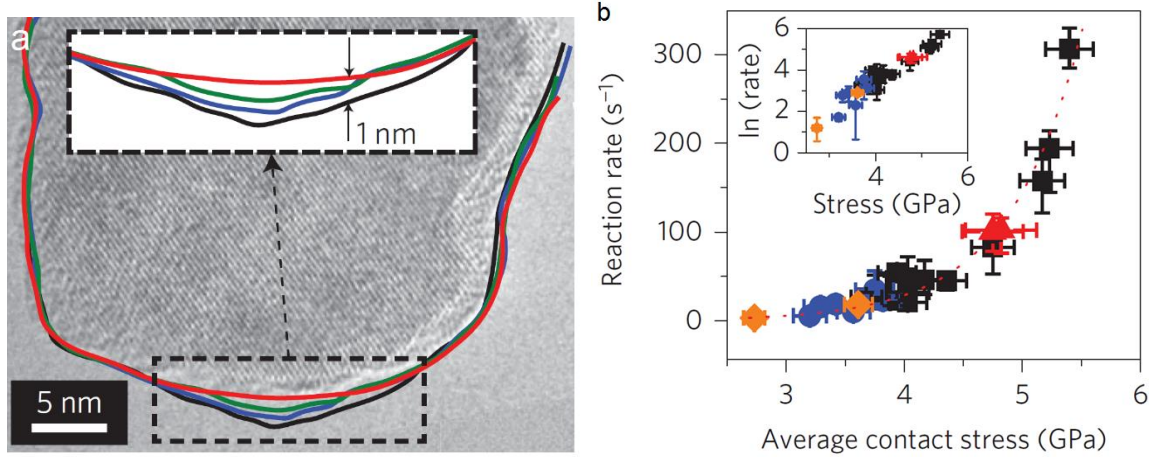 a
1 nm
5 nm
b
Reaction rate (s⁻¹)
300
200
100
0
3
4
5
6
Average contact stress (GPa)
ln (rate)
6
4
2
0
4
6
Stress (GPa)